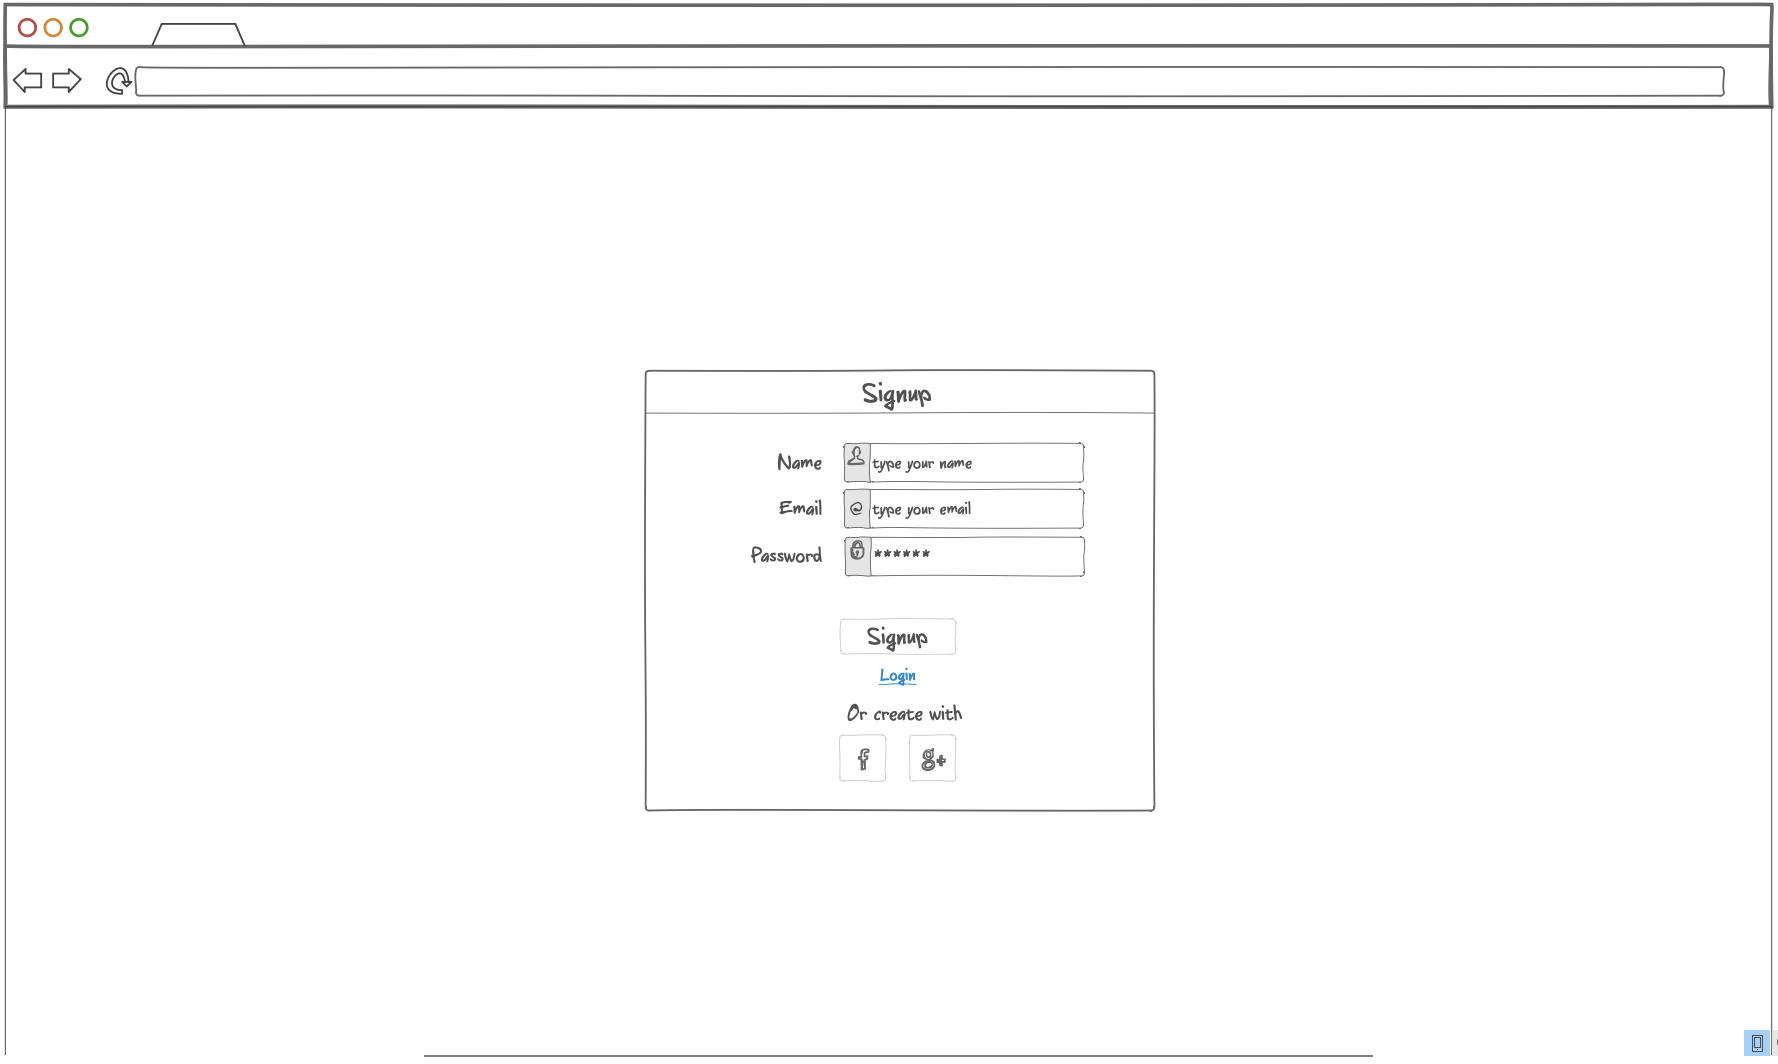 Signup
Name type your name
Email type your email
Password ******
Signup
Login
Or create with
f g+